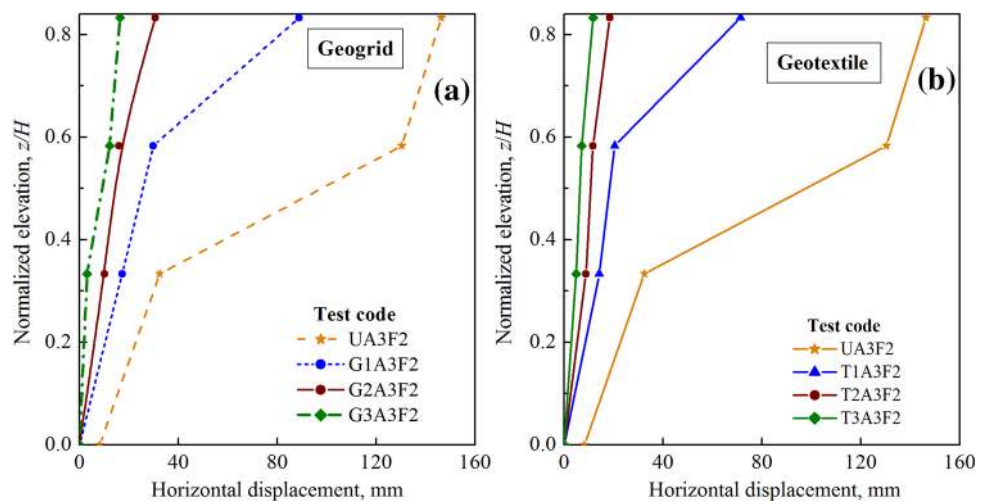 Normalized elevation, z/H
0.8
0.6
0.4
0.2
0.0
Geogrid
(a)
Test code
UA3F2
G1A3F2
G2A3F2
G3A3F2
0
40
80
120
160
Horizontal displacement, mm
Normalized elevation, z/H
0.8
0.6
0.4
0.2
0.0
Geotextile
(b)
Test code
UA3F2
T1A3F2
T2A3F2
T3A3F2
0
40
80
120
160
Horizontal displacement, mm